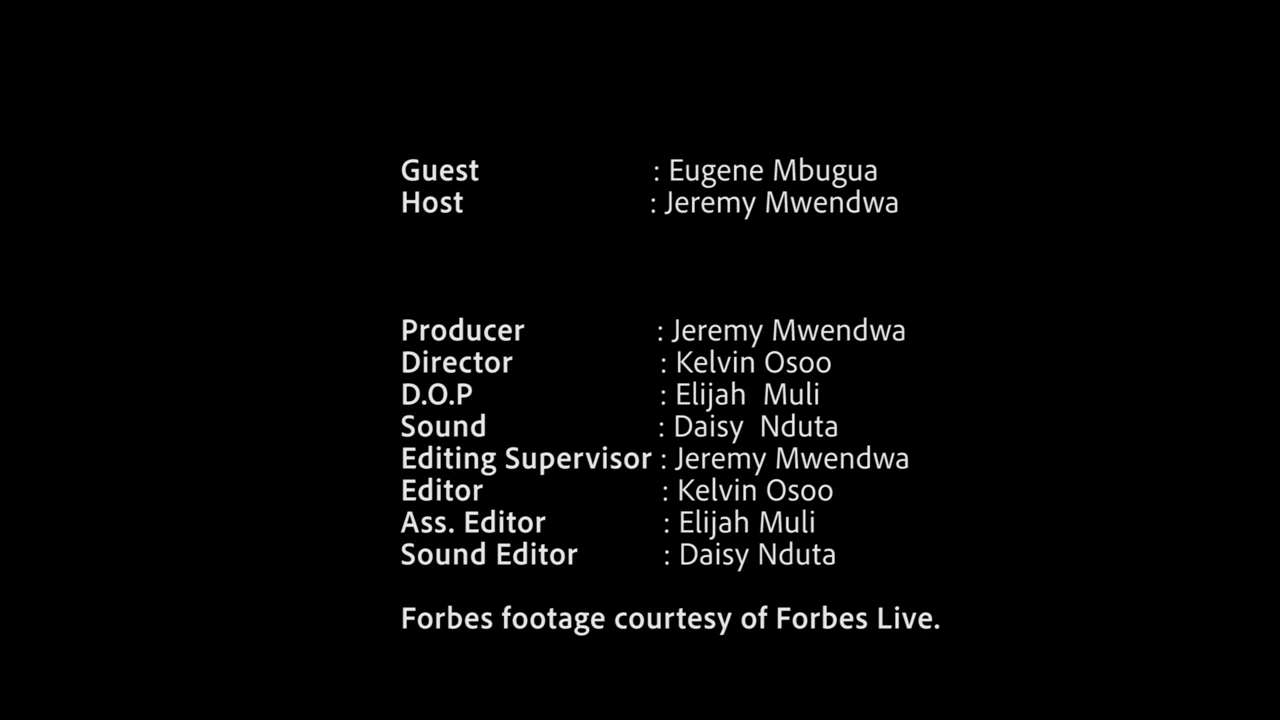 Guest : Eugene Mbugua
Host : Jeremy Mwendwa
Producer : Jeremy Mwendwa
Director : Kelvin Osoo
D.O.P : Elijah Muli
Sound : Daisy Nduta
Editing Supervisor : Jeremy Mwendwa
Editor : Kelvin Osoo
Ass. Editor : Elijah Muli
Sound Editor : Daisy Nduta
Forbes footage courtesy of Forbes Live.